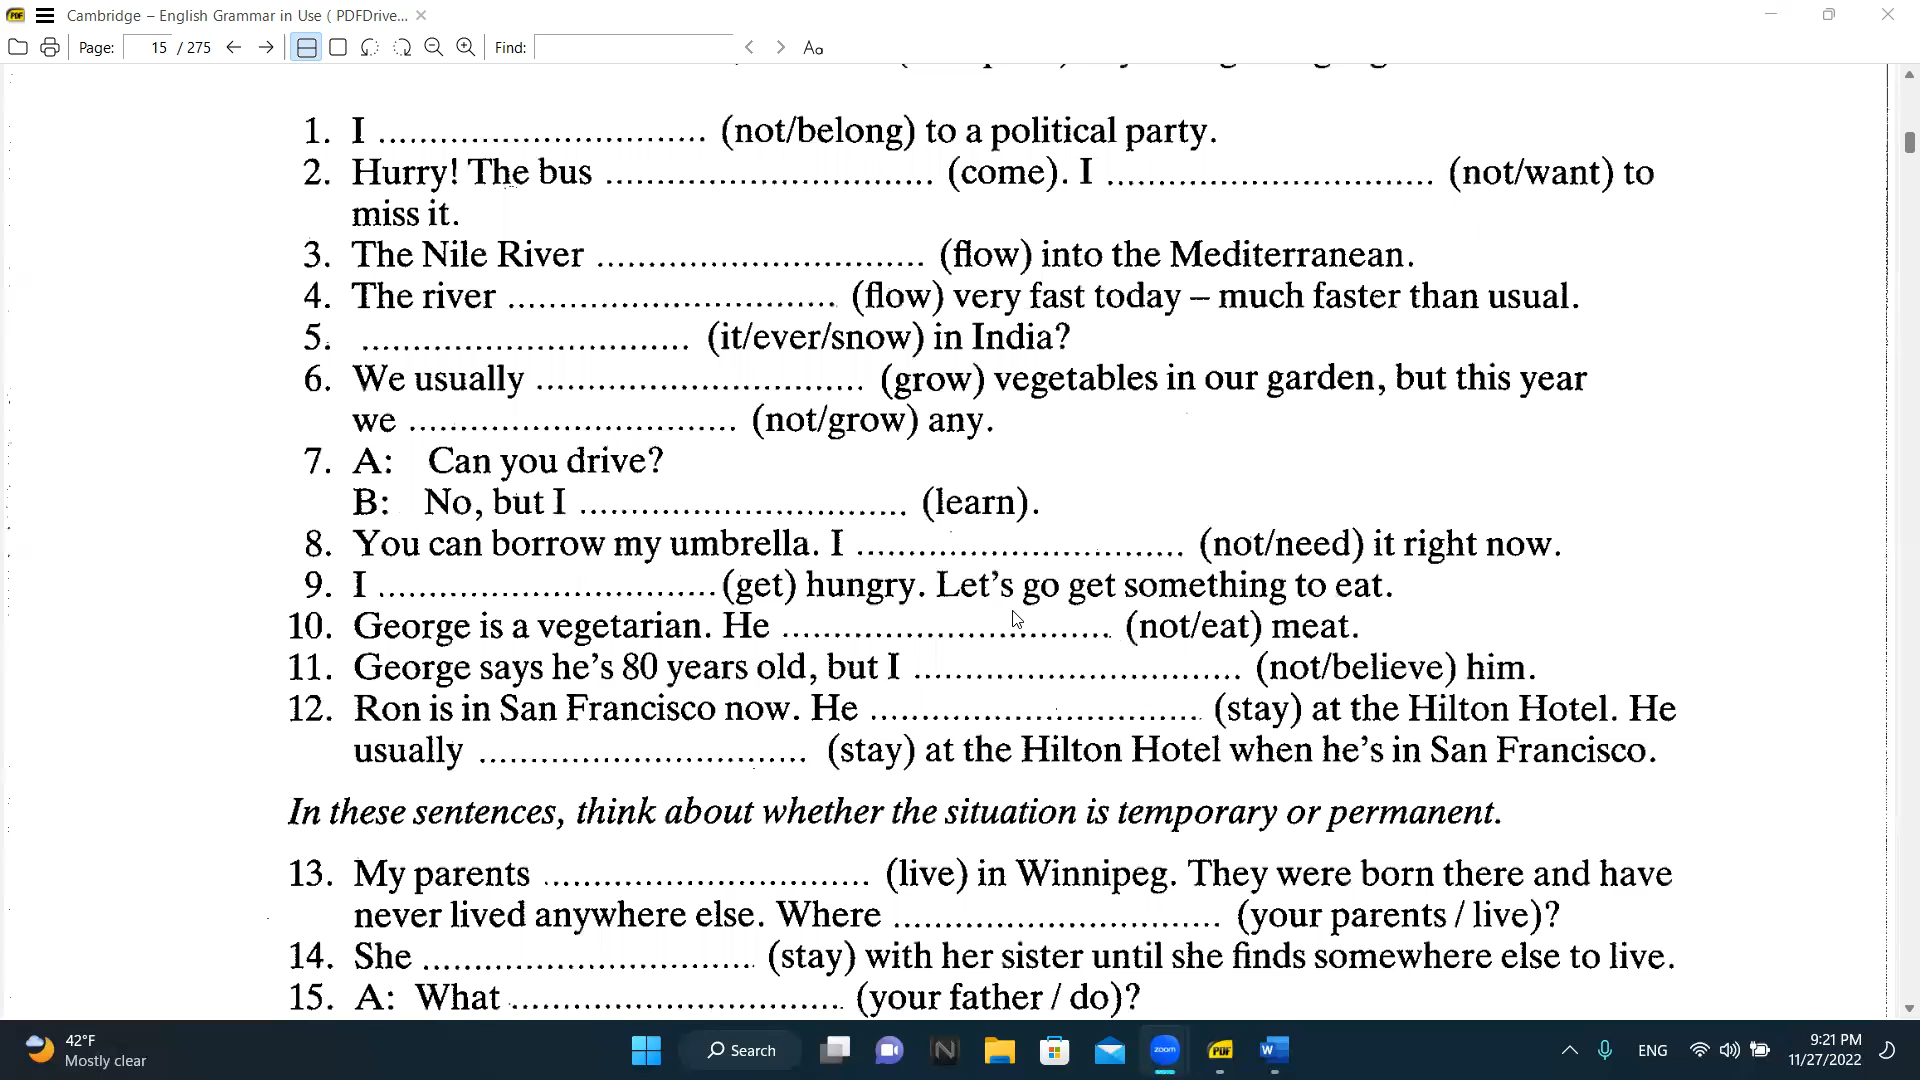 Cambridge – English Grammar in Use ( PDFDrive...
Page: 15 / 275 Find: Aa
1. I ................................ (not/belong) to a political party.
2. Hurry! The bus ................................ (come). I ................................ (not/want) to
miss it.
3. The Nile River ................................ (flow) into the Mediterranean.
4. The river ................................ (flow) very fast today – much faster than usual.
5. ................................ (it/ever/snow) in India?
6. We usually ................................ (grow) vegetables in our garden, but this year
we ................................ (not/grow) any.
7. A: Can you drive?
B: No, but I ................................ (learn).
8. You can borrow my umbrella. I ................................ (not/need) it right now.
9. I ................................ (get) hungry. Let's go get something to eat.
10. George is a vegetarian. He ................................ (not/eat) meat.
11. George says he's 80 years old, but I ................................ (not/believe) him.
12. Ron is in San Francisco now. He ................................ (stay) at the Hilton Hotel. He
usually ................................ (stay) at the Hilton Hotel when he's in San Francisco.
In these sentences, think about whether the situation is temporary or permanent.
13. My parents ................................ (live) in Winnipeg. They were born there and have
never lived anywhere else. Where ................................ (your parents / live)?
14. She ................................ (stay) with her sister until she finds somewhere else to live.
15. A: What ................................ (your father / do)?
42°F
Mostly clear
Search
zoom
PDF
W
ENG
9:21 PM
11/27/2022